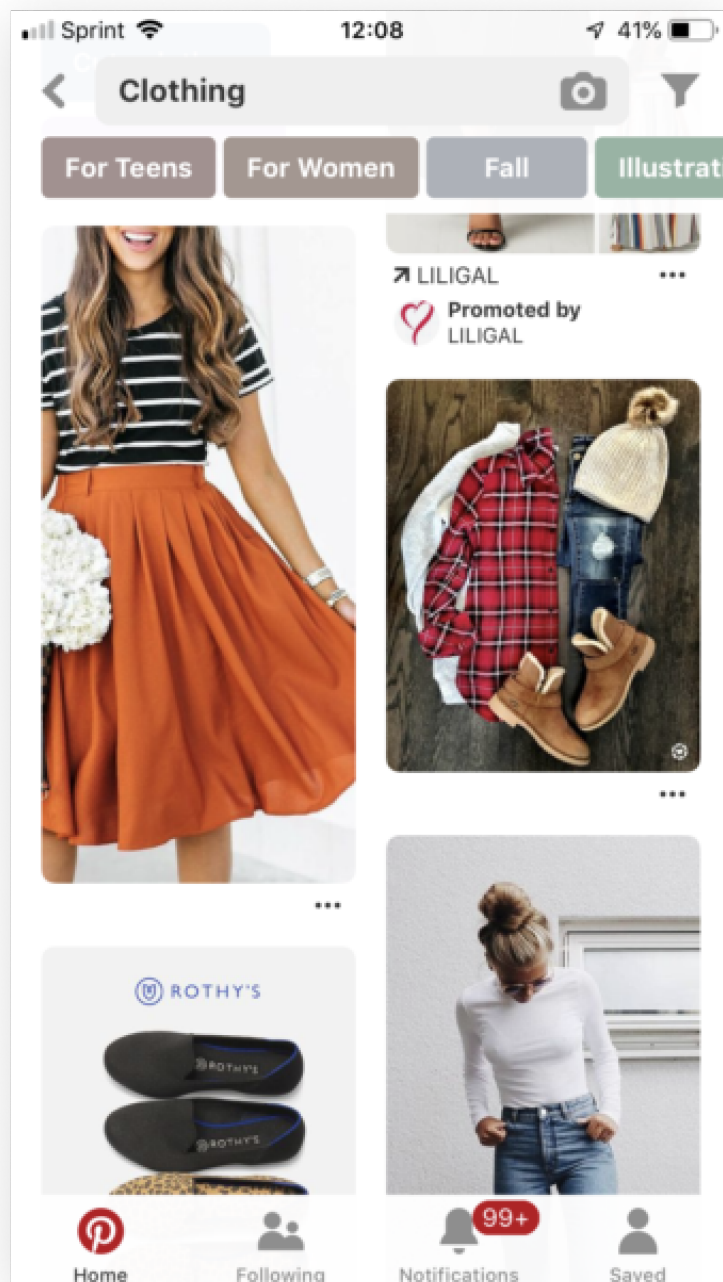 Sprint 12:08 41%
Clothing
For Teens For Women Fall Illustrat
LILIGAL
Promoted by
LILIGAL
ROTHY'S
ROTHY'S
ROTHY'S
99+
Home Following Notifications Saved